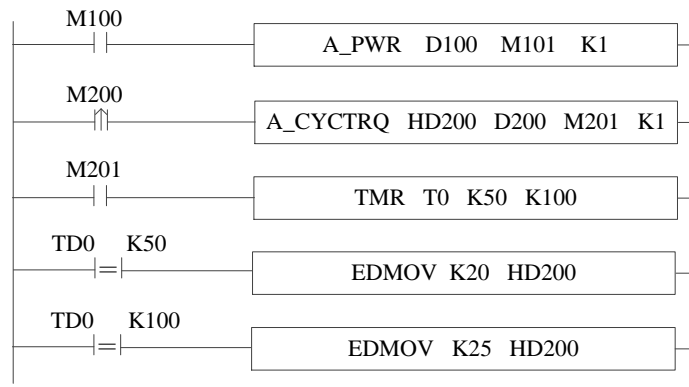 M100
A_PWR D100 M101 K1
M200
A_CYCTRQ HD200 D200 M201 K1
M201
TMR T0 K50 K100
TD0 K50
EDMOV K20 HD200
TD0 K100
EDMOV K25 HD200